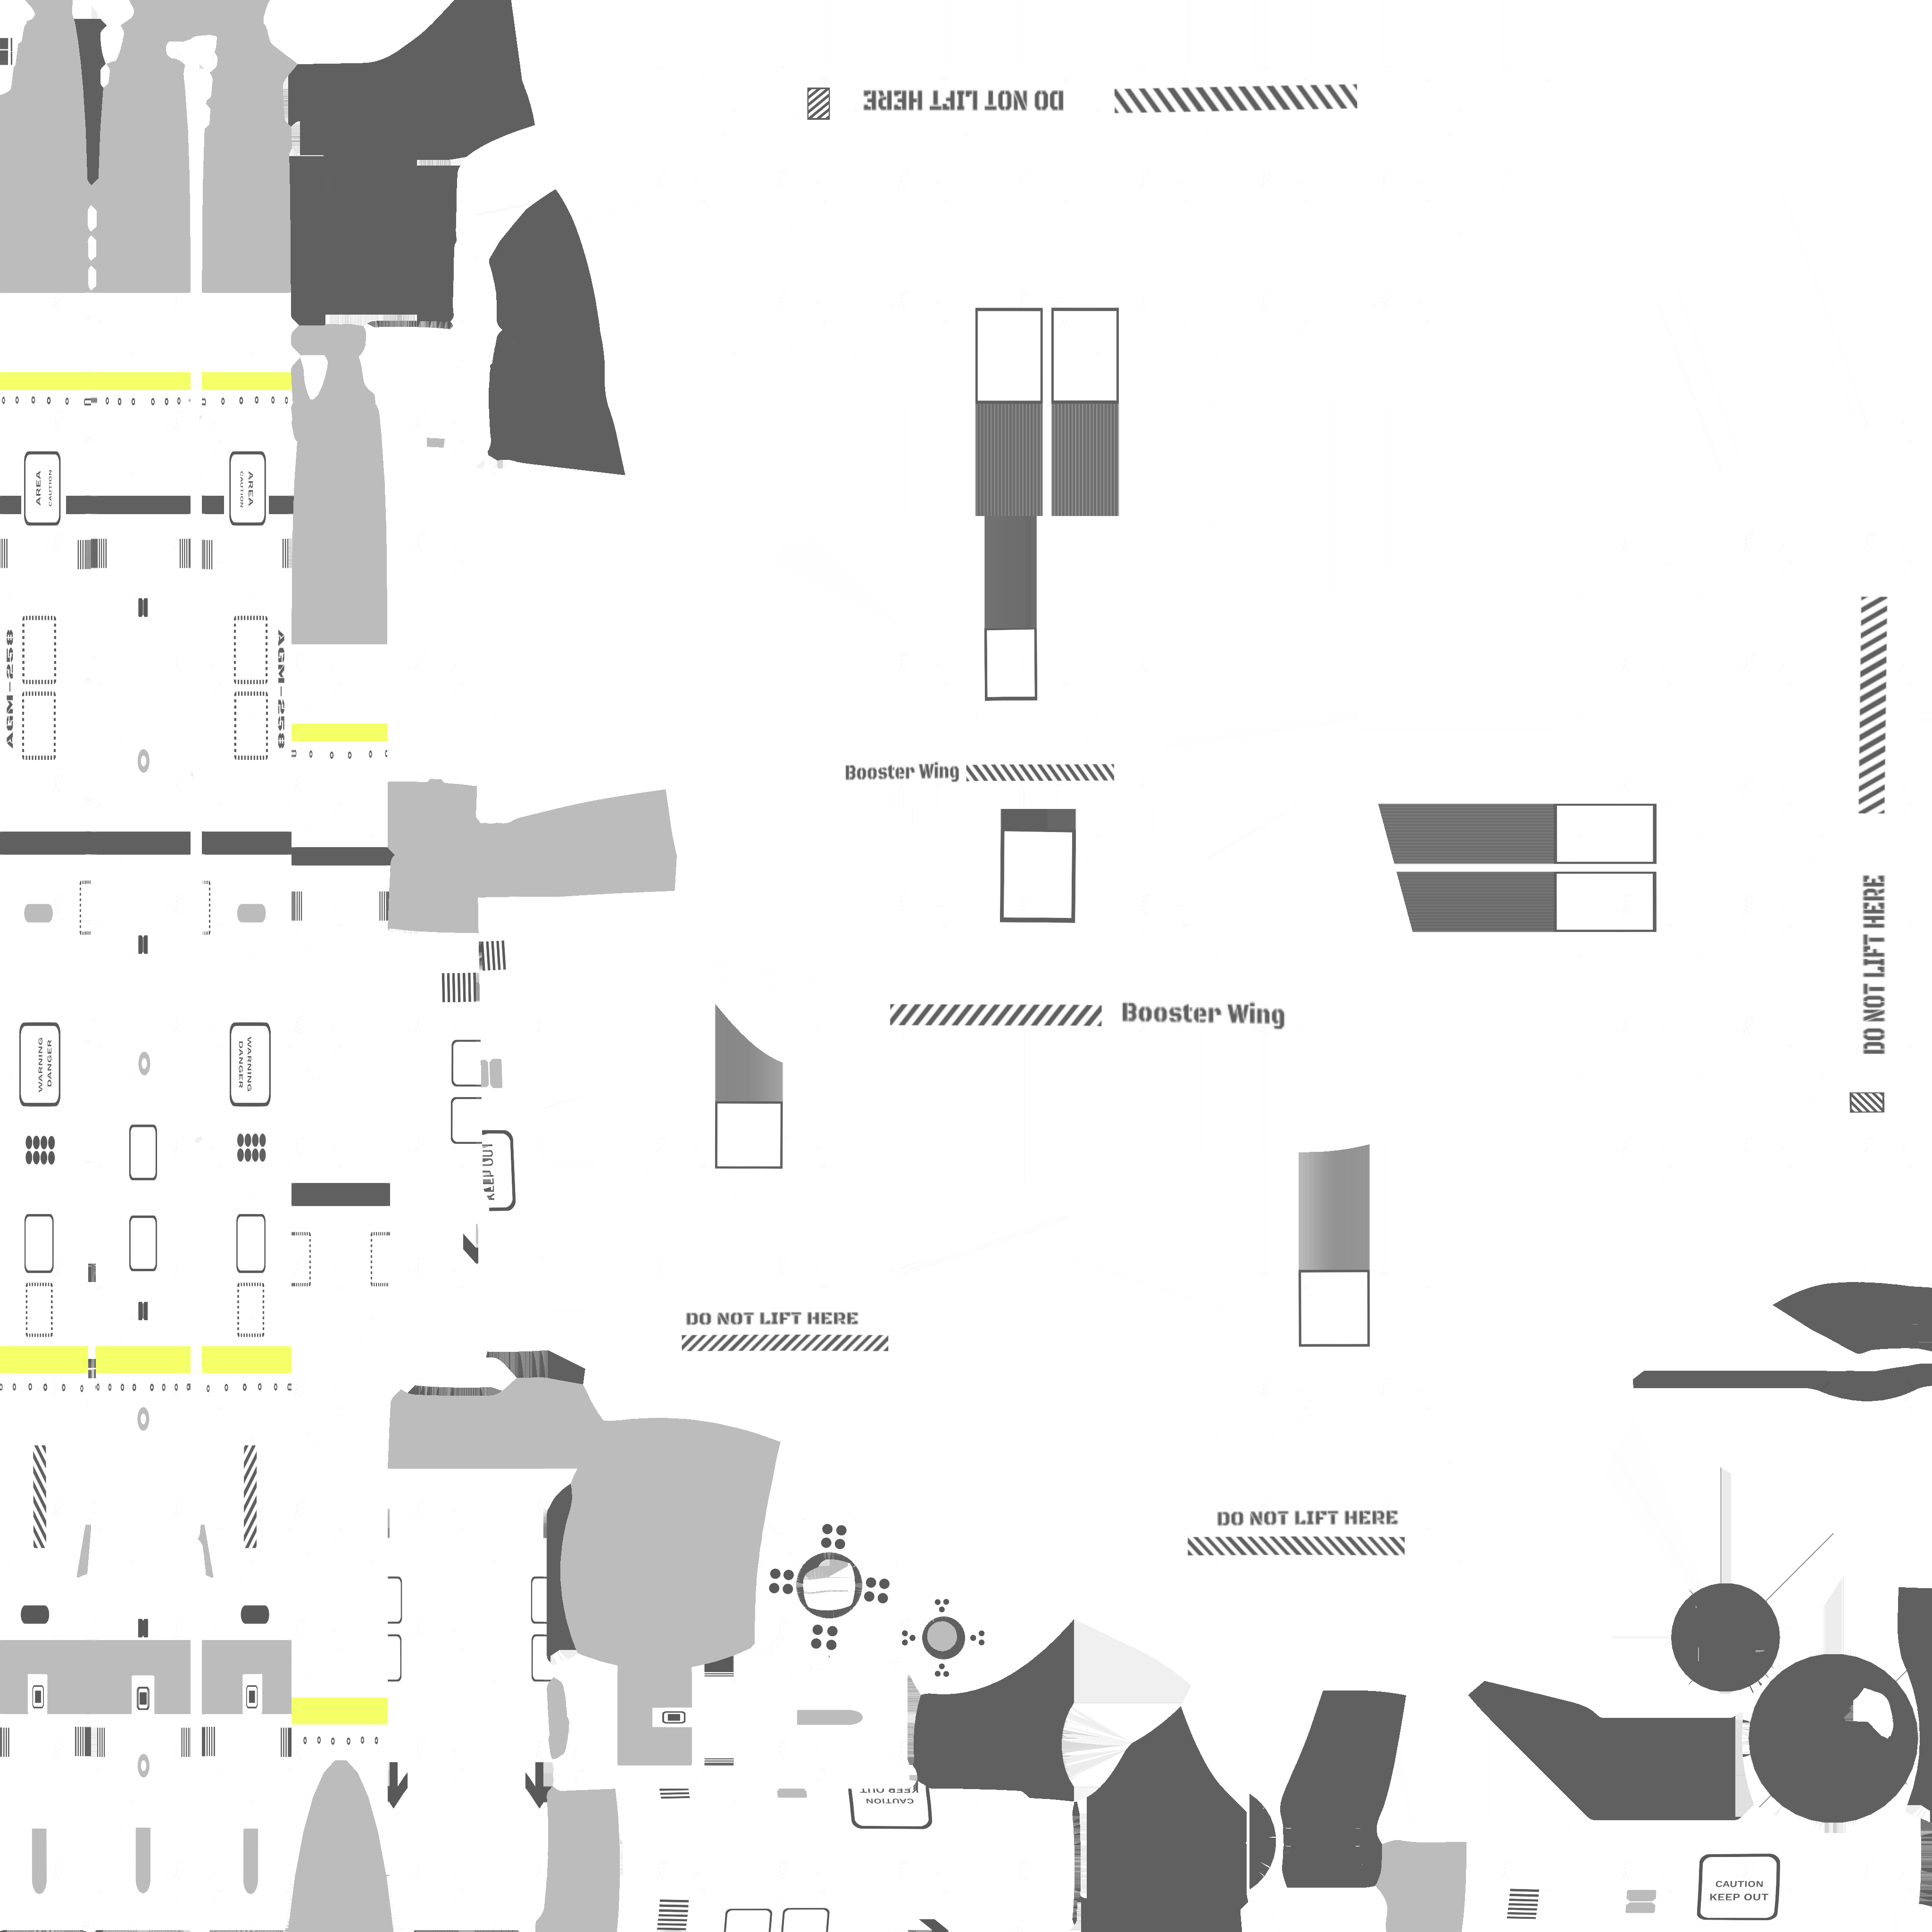 DO NOT LIFT HERE
AREA
CAUTION
AREA
CAUTION
AGM-258
AGM-258
Booster Wing
DO NOT LIFT HERE
Booster Wing
WARNING
DANGER
WARNING
DANGER
KEEP OUT
DO NOT LIFT HERE
DO NOT LIFT HERE
CAUTION
KEEP OUT
CAUTION
KEEP OUT